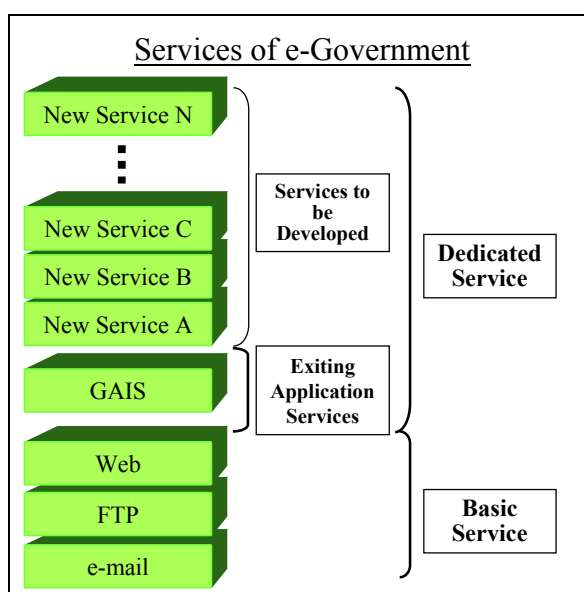 Services of e-Government
New Service N
New Service C
New Service B
New Service A
GAIS
Web
FTP
e-mail
Services to
be
Developed
Exiting
Application
Services
Dedicated
Service
Basic
Service